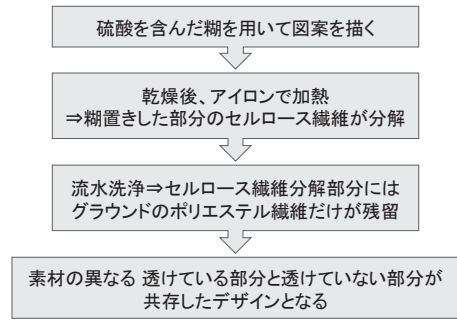 硫酸を含んだ糊を用いて図案を描く
乾燥後、アイロンで加熱
⇒糊置きした部分のセルロース繊維が分解
流水洗浄⇒セルロース繊維分解部分には
グラウンドのポリエステル繊維だけが残留
素材の異なる 透けている部分と透けていない部分が
共存したデザインとなる